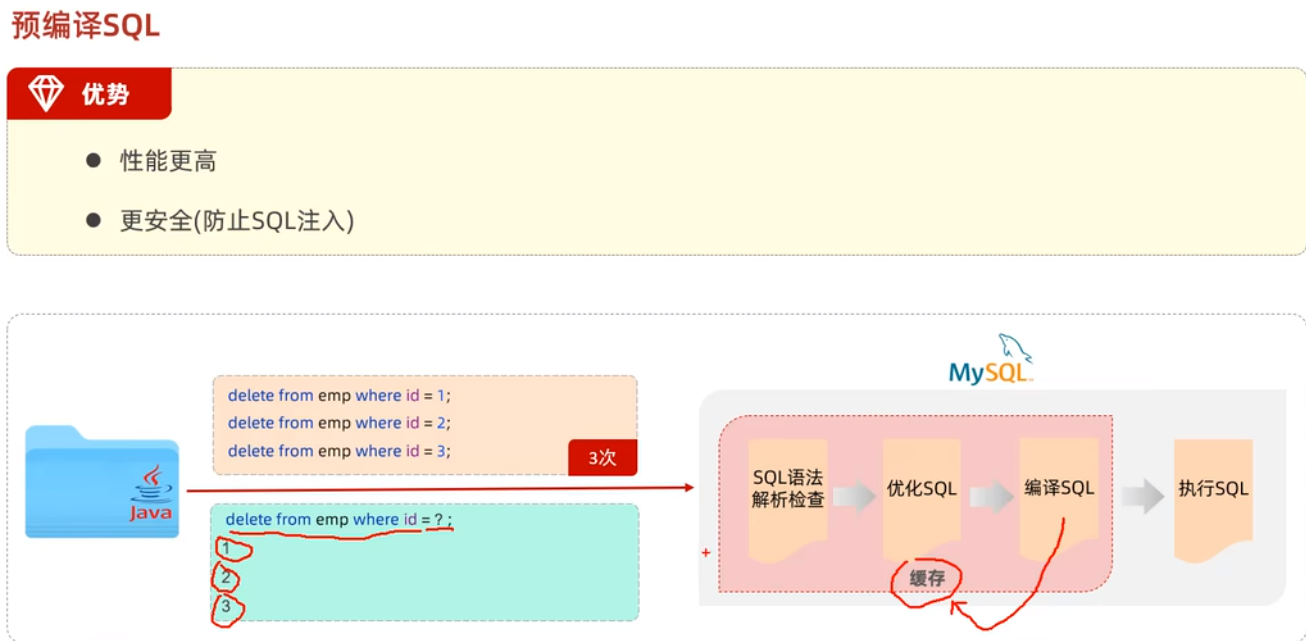 预编译SQL
优势
● 性能更高
● 更安全(防止SQL注入)
MySQL
delete from emp where id = 1;
delete from emp where id = 2;
delete from emp where id = 3;
3次
Java
delete from emp where id = ? ;
1
2
3
SQL语法
解析检查
优化SQL
编译SQL
执行SQL
+
缓存